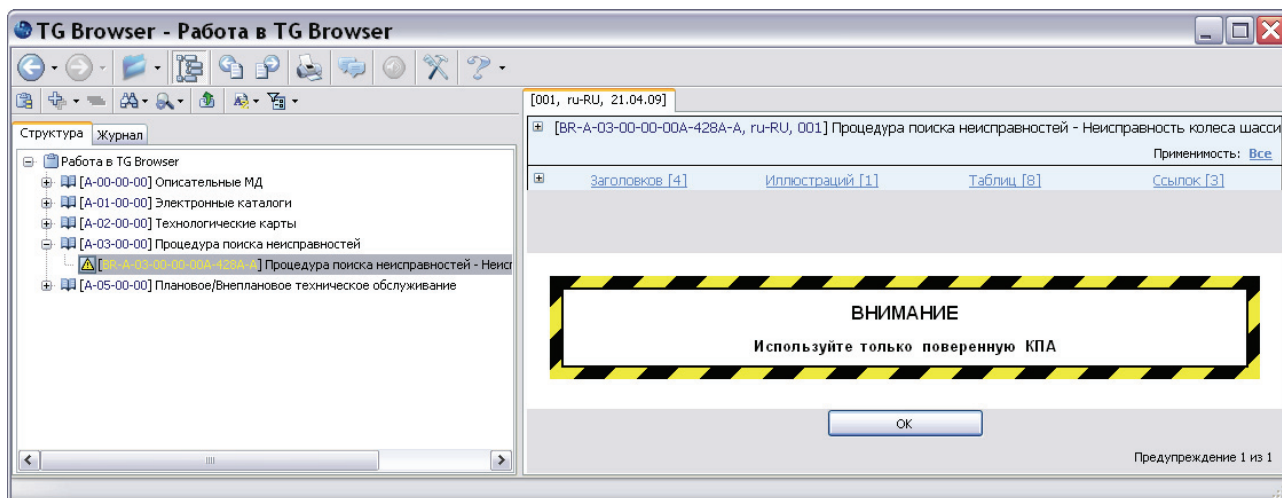 TG Browser - Работа в TG Browser
[001, ru-RU, 21.04.09]
Структура Журнал
Работа в TG Browser
[A-00-00-00] Описательные МД
[A-01-00-00] Электронные каталоги
[A-02-00-00] Технологические карты
[A-03-00-00] Процедура поиска неисправностей
[BR-A-03-00-00-00A-428A-A] Процедура поиска неисправностей - Неисп
[A-05-00-00] Плановое/Внеплановое техническое обслуживание
[BR-A-03-00-00-00A-428A-A, ru-RU, 001] Процедура поиска неисправностей - Неисправность колеса шасси
Применимость: Все
Заголовков [4] Иллюстраций [1] Таблиц [8] Ссылок [3]
ВНИМАНИЕ
Используйте только поверенную КПА
ОК
Предупреждение 1 из 1